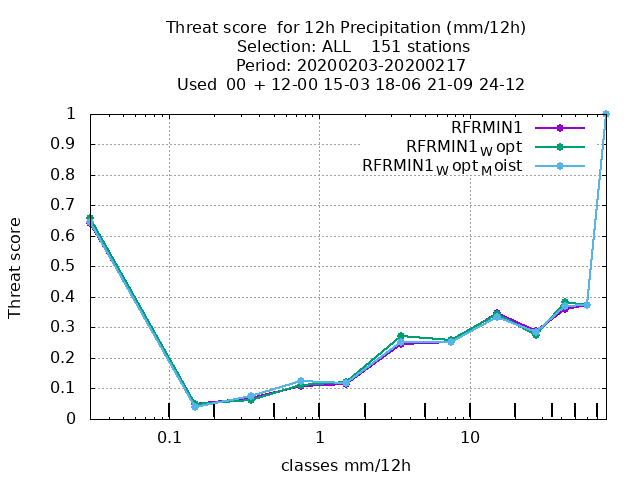 Threat score  for 12h Precipitation (mm/12h)
Selection: ALL    151 stations
Period: 20200203-20200217
Used  00 + 12-00 15-03 18-06 21-09 24-12
RFRMIN1
RFRMIN1Wopt
RFRMIN1WoptMoist
Threat score
1
0.9
0.8
0.7
0.6
0.5
0.4
0.3
0.2
0.1
0
0.1
1
10
classes mm/12h